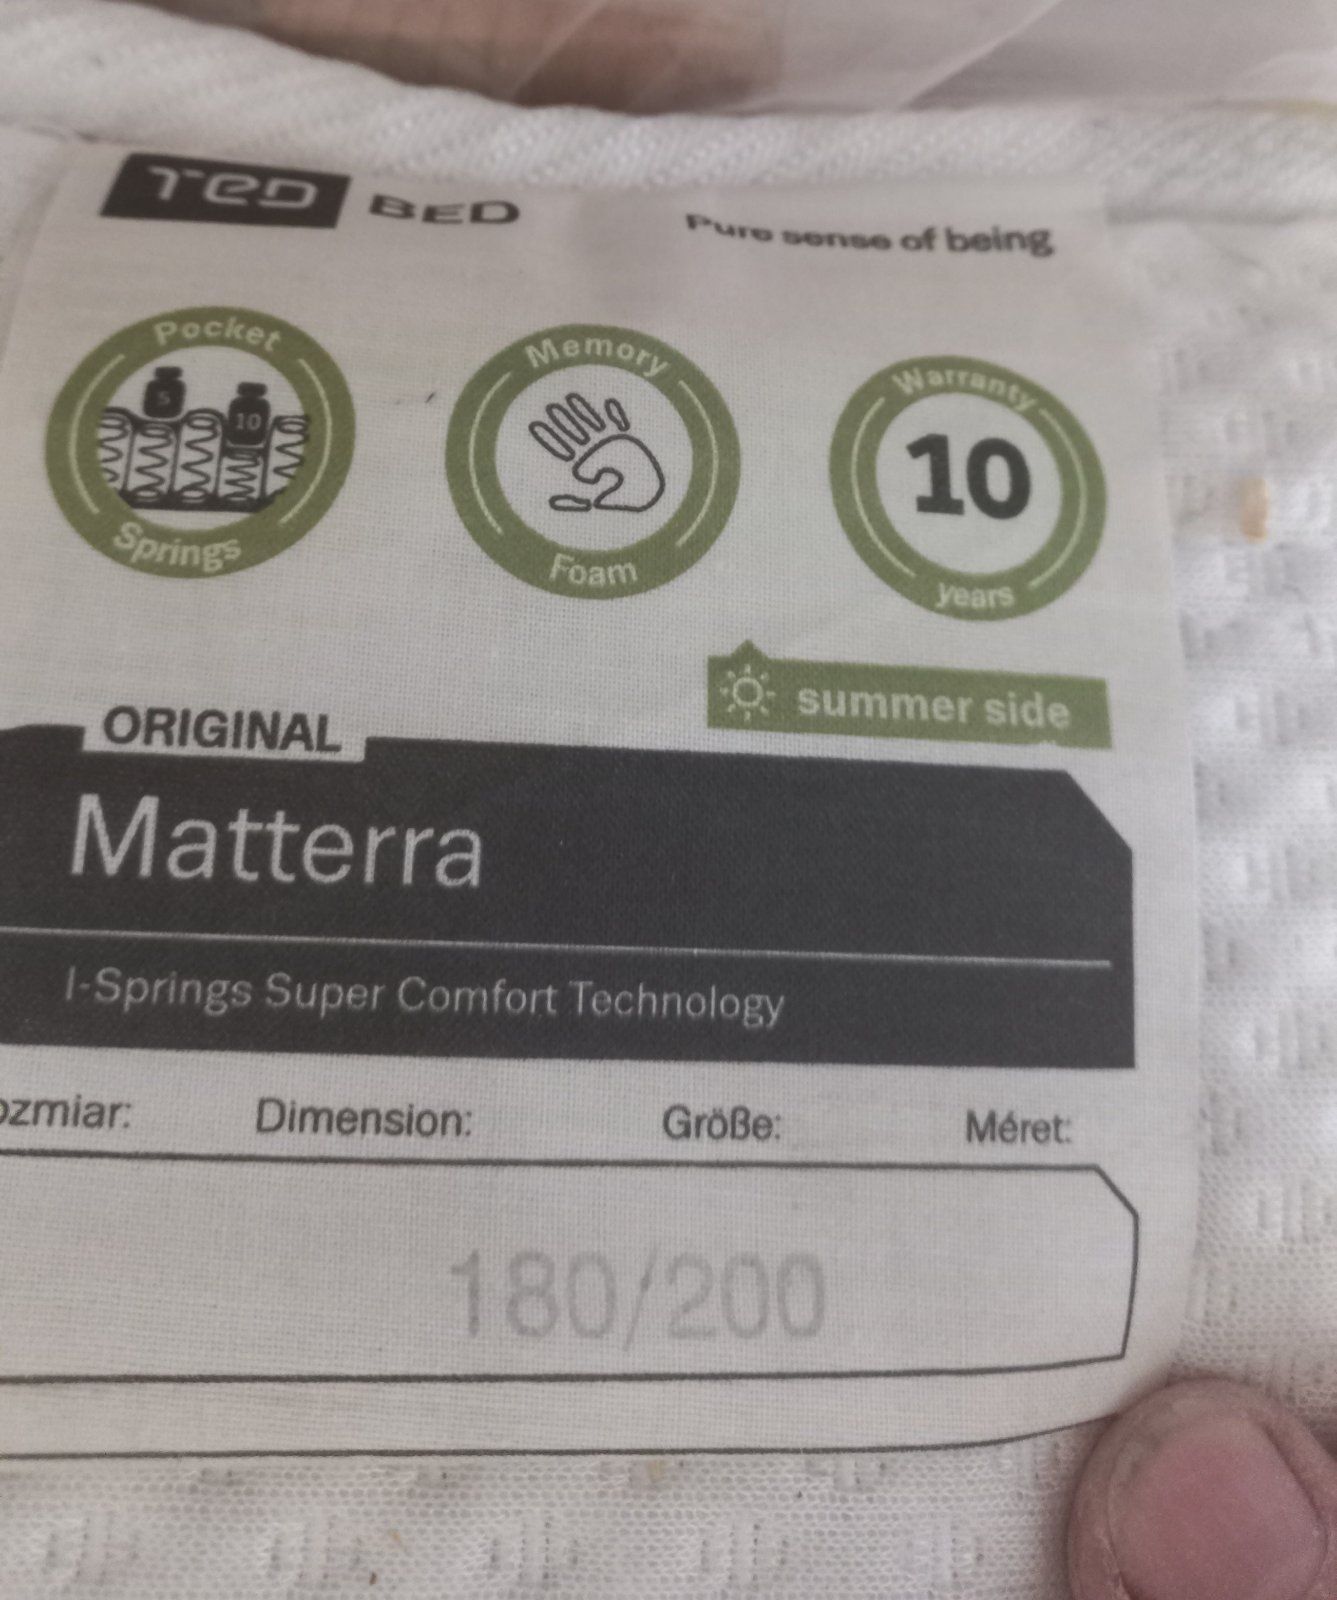 TED BED
Pure sense of being
Pocket
5
10
Springs
Memory
Foam
Warranty
10
years
summer side
ORIGINAL
Matterra
I-Springs Super Comfort Technology
ozmiar: Dimension: Größe: Méret:
180/200